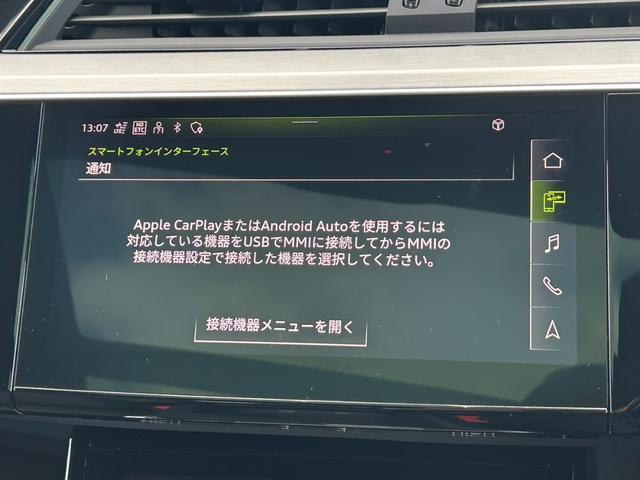 13:07 NO ETC
スマートフォンインターフェース
通知
Apple CarPlayまたはAndroid Autoを使用するには
対応している機器をUSBでMMIに接続してからMMIの
接続機器設定で接続した機器を選択してください。
接続機器メニューを開く